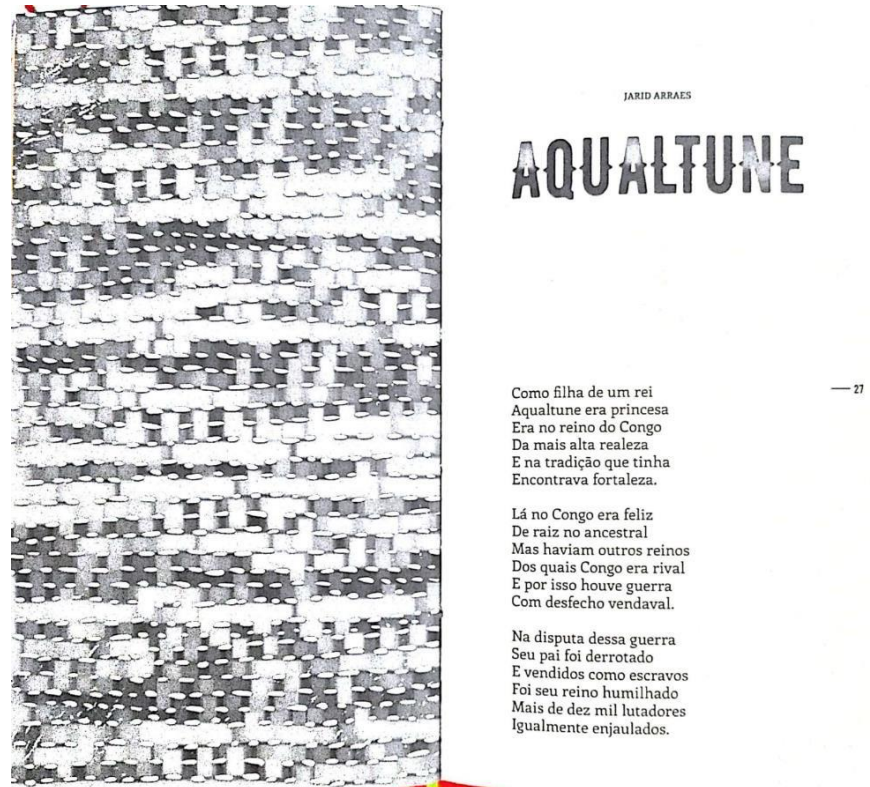 JARID ARRAES
AQUALTUNE
Como filha de um rei
Aqualtune era princesa
Era no reino do Congo
Da mais alta realeza
E na tradição que tinha
Encontrava fortaleza.
Lá no Congo era feliz
De raiz no ancestral
Mas haviam outros reinos
Dos quais Congo era rival
E por isso houve guerra
Com desfecho vendaval.
Na disputa dessa guerra
Seu pai foi derrotado
E vendidos como escravos
Foi seu reino humilhado
Mais de dez mil lutadores
Igualmente enjaulados.
— 27